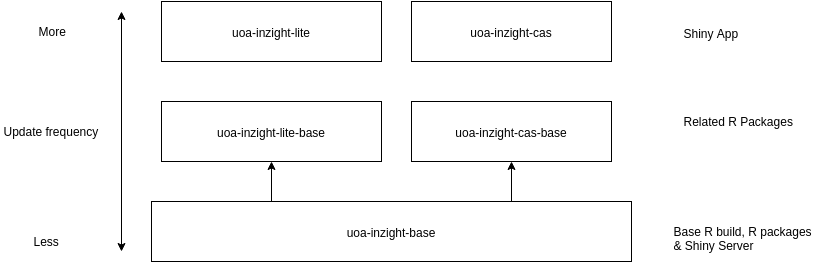 More
uoa-inzight-lite
uoa-inzight-cas
Shiny App
Update frequency
uoa-inzight-lite-base
uoa-inzight-cas-base
Related R Packages
Less
uoa-inzight-base
Base R build, R packages
& Shiny Server